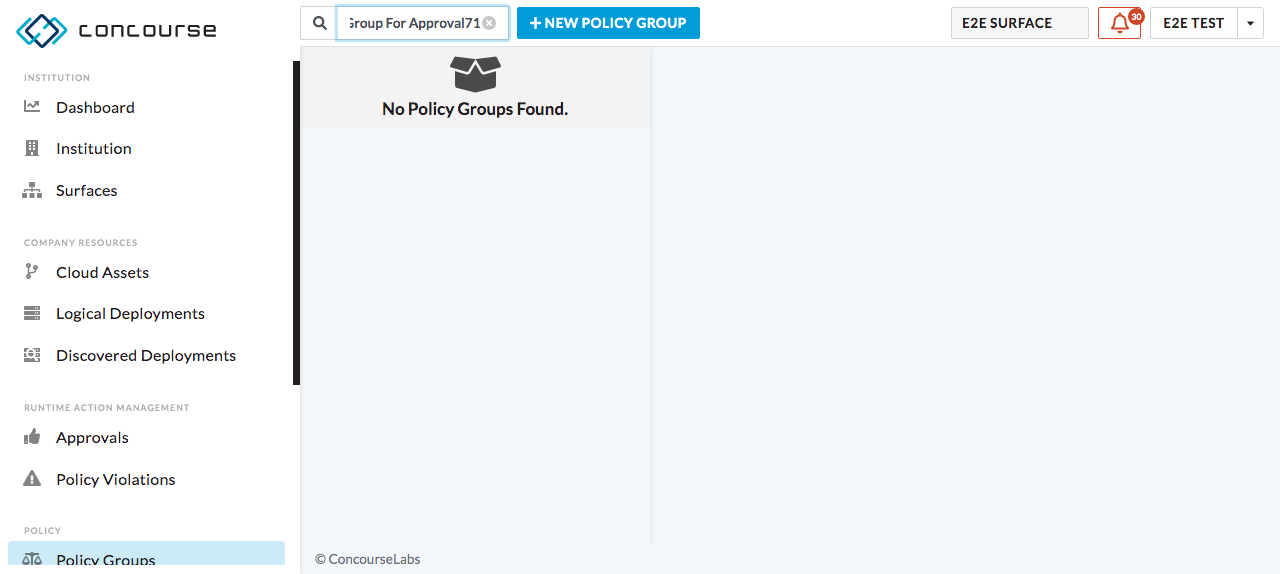 concourse
Group For Approval71
NEW POLICY GROUP
E2E SURFACE
30
E2E TEST
INSTITUTION
Dashboard
Institution
Surfaces
COMPANY RESOURCES
Cloud Assets
Logical Deployments
Discovered Deployments
RUNTIME ACTION MANAGEMENT
Approvals
Policy Violations
POLICY
Policy Groups
No Policy Groups Found.
© ConcourseLabs